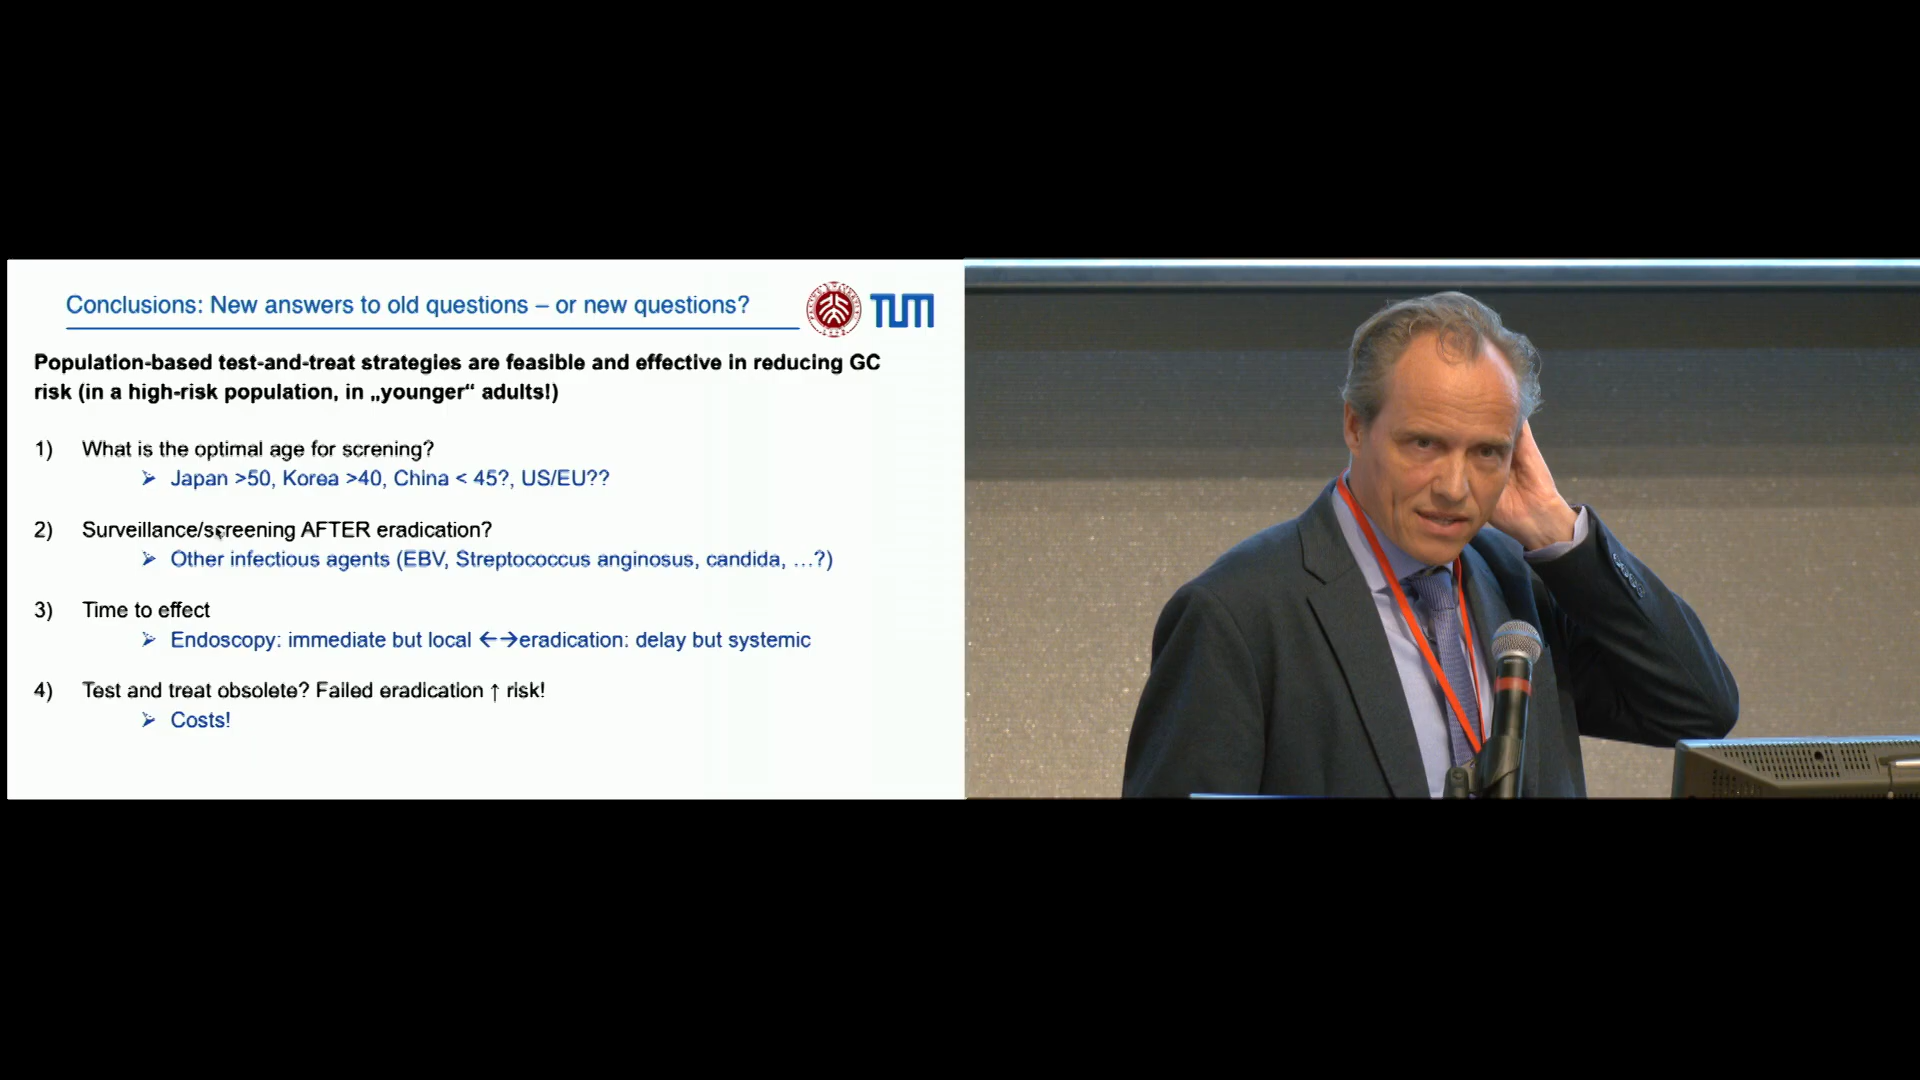 Conclusions: New answers to old questions – or new questions?
TUM
Population-based test-and-treat strategies are feasible and effective in reducing GC
risk (in a high-risk population, in „younger“ adults!)
1) What is the optimal age for screning?
➢ Japan >50, Korea >40, China < 45?, US/EU??
2) Surveillance/screening AFTER eradication?
➢ Other infectious agents (EBV, Streptococcus anginosus, candida, …?)
3) Time to effect
➢ Endoscopy: immediate but local ←→eradication: delay but systemic
4) Test and treat obsolete? Failed eradication ↑ risk!
➢ Costs!